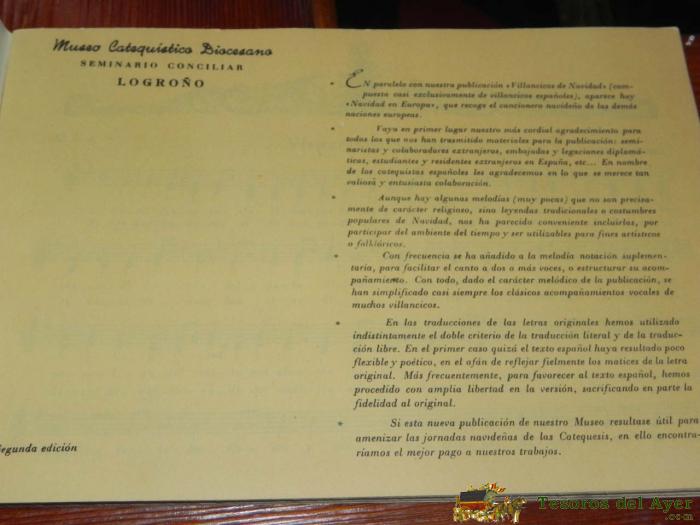 Museo Catequístico Diocesano
SEMINARIO CONCILIAR
LOGROÑO
EN paralelo con nuestra publicación «Villancicos de Navidad» (com-
puesta casi exclusivamente de villancicos españoles), aparece hoy
«Navidad en Europa», que recoge el cancionero navideño de las demás
naciones europeas.
Vaya en primer lugar nuestro más cordial agradecimiento para
todos los que nos han trasmitido materiales para la publicación: semi-
naristas y colaboradores extranjeros, embajadas y legaciones diplomá-
ticas, estudiantes y residentes extranjeros en España, etc... En nombre
de los catequistas españoles les agradecemos en lo que se merece tan
valiosa y entusiasta colaboración.
Aunque hay algunas melodías (muy pocas) que no son precisa-
mente de carácter religioso, sino leyendas tradicionales o costumbres
populares de Navidad, nos ha parecido conveniente incluirlas, por
participar del ambiente del tiempo y ser utilizables para fines artísticos
o folklóricos.
Con frecuencia se ha añadido a la melodía notación suplemen-
taria, para facilitar el canto a dos o más voces, o estructurar su acom-
pañamiento. Con todo, dado el carácter melódico de la publicación, se
han simplificado casi siempre los clásicos acompañamientos vocales de
muchos villancicos.
En las traducciones de las letras originales hemos utilizado
indistintamente el doble criterio de la traducción literal y de la traduc-
ción libre. En el primer caso quizá el texto español haya resultado poco
flexible y poético, en el afán de reflejar fielmente los matices de la letra
original. Más frecuentemente, para favorecer al texto español, hemos
procedido con amplia libertad en la versión, sacrificando en parte la
fidelidad al original.
Si esta nueva publicación de nuestro Museo resultase útil para
amenizar las jornadas navideñas de las Catequesis, en ello encontra-
ríamos el mejor pago a nuestros trabajos.
Segunda edición
Tesoros del Ayer
.com